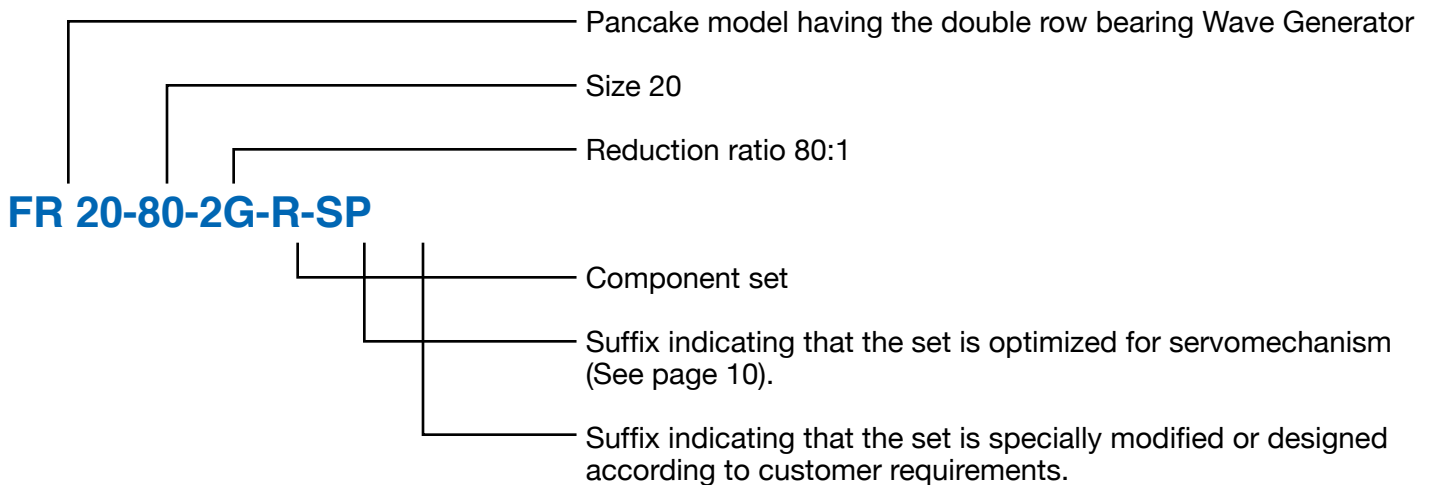 Pancake model having the double row bearing Wave Generator
Size 20
Reduction ratio 80:1
FR 20-80-2G-R-SP
Component set
Suffix indicating that the set is optimized for servomechanism
(See page 10).
Suffix indicating that the set is specially modified or designed
according to customer requirements.